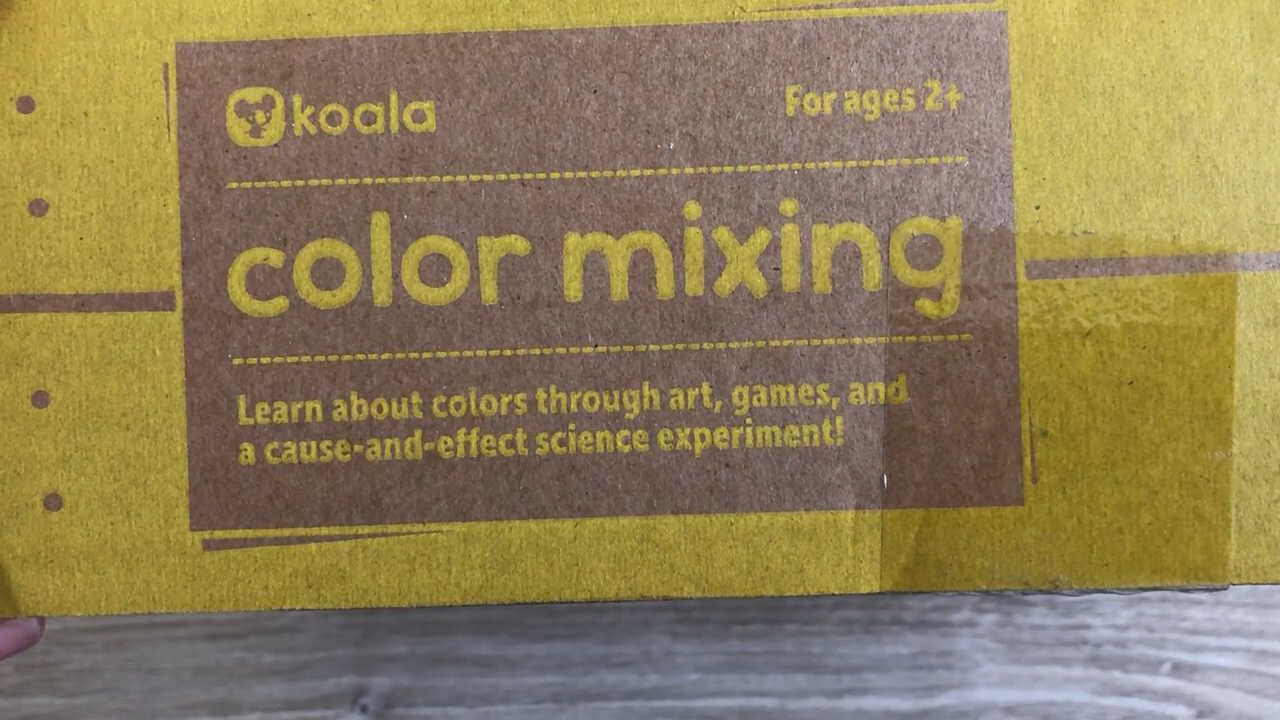 koala
For ages 2+
color mixing
Learn about colors through art, games, and
a cause-and-effect science experiment!